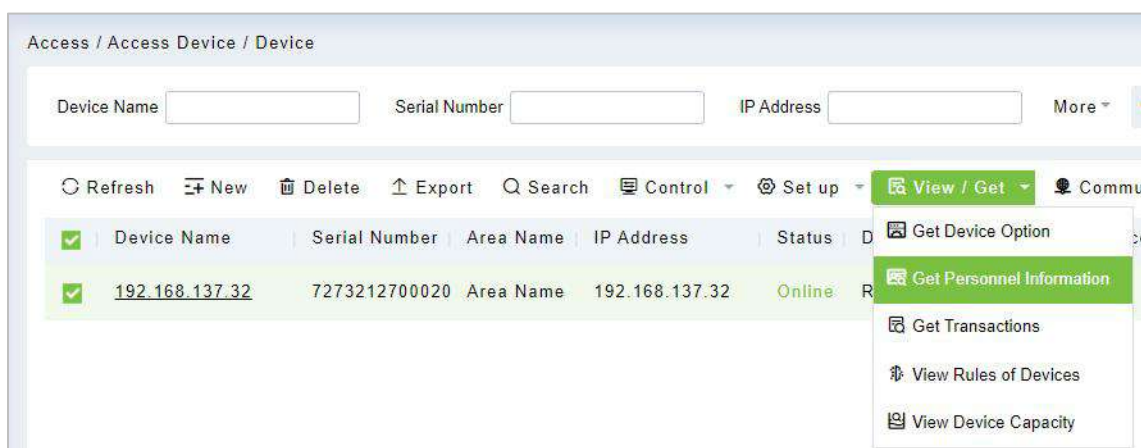 Access / Access Device / Device
Device Name Serial Number IP Address More
Refresh New Delete Export Search Control Set up View / Get Commu
Device Name Serial Number Area Name IP Address Status D
192.168.137.32 7273212700020 Area Name 192.168.137.32 Online R
Get Device Option
Get Personnel Information
Get Transactions
View Rules of Devices
View Device Capacity